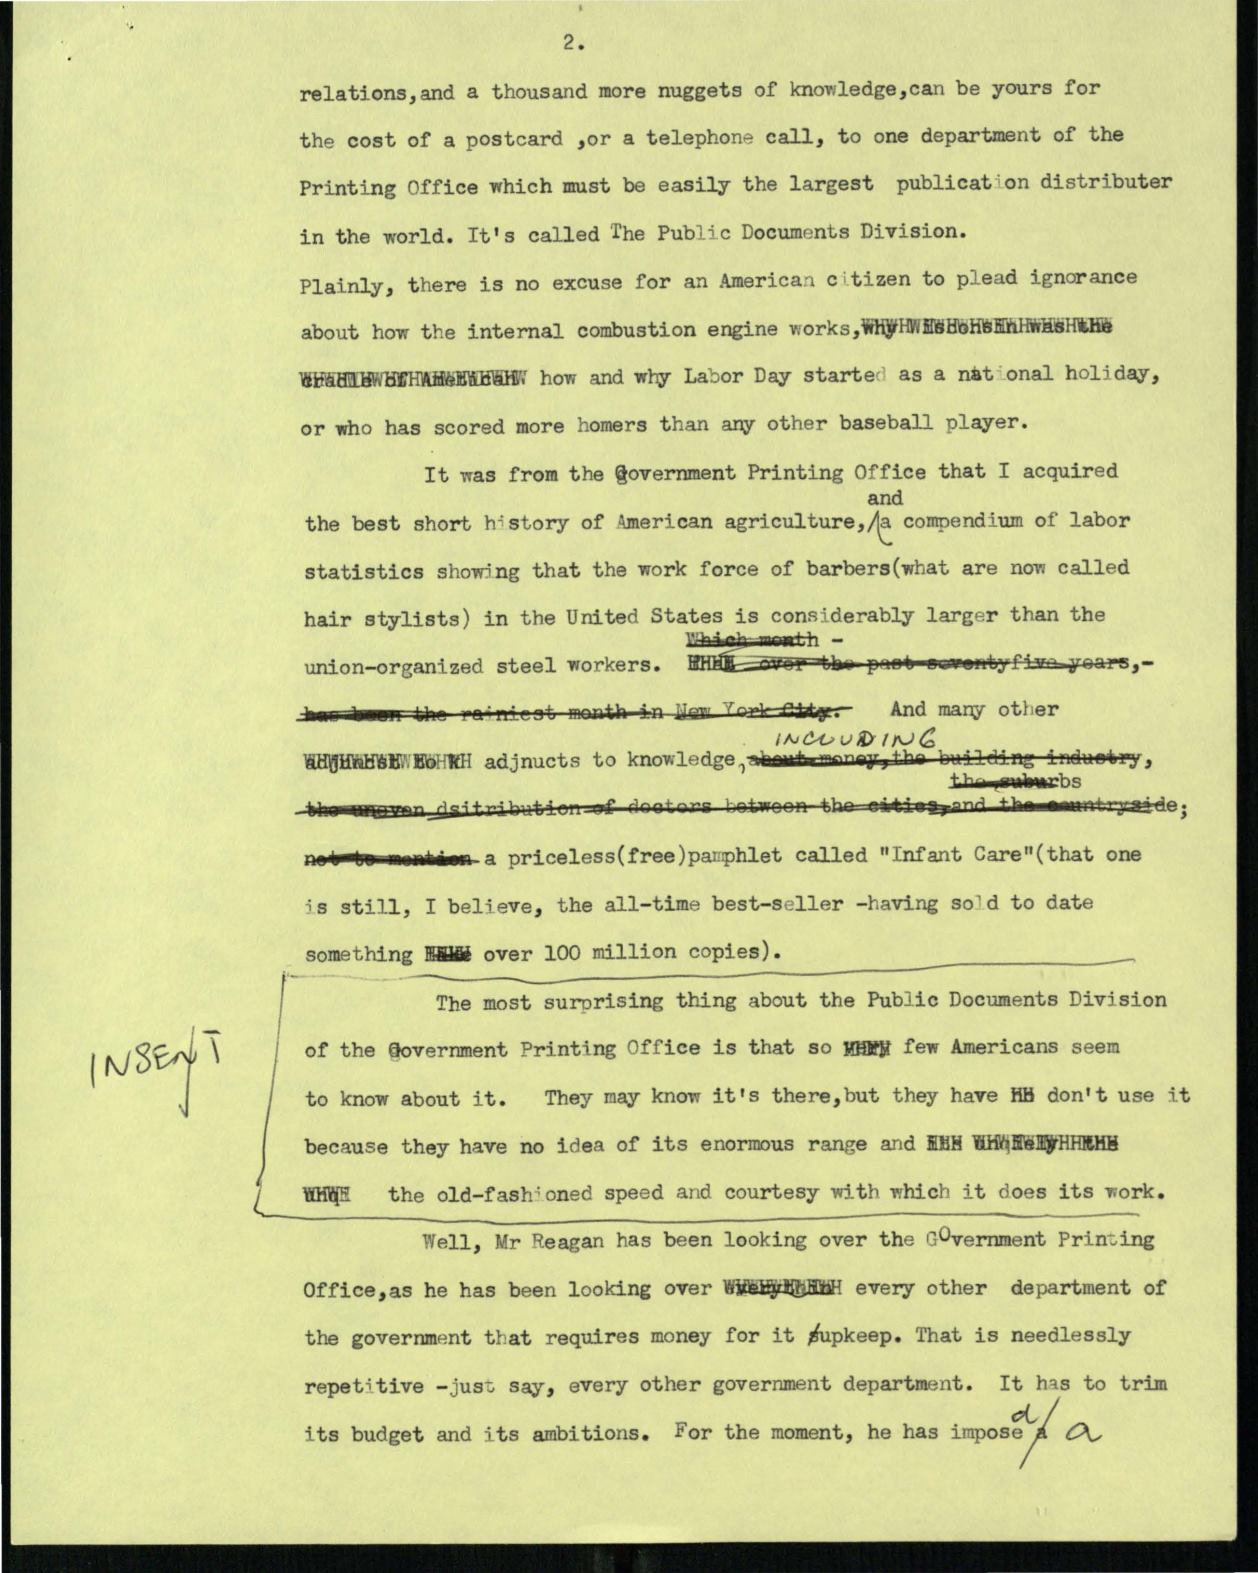 2.
relations,and a thousand more nuggets of knowledge,can be yours for
the cost of a postcard ,or a telephone call, to one department of the
Printing Office which must be easily the largest publication distributer
in the world. It's called The Public Documents Division.
Plainly, there is no excuse for an American citizen to plead ignorance
about how the internal combustion engine works,
how and why Labor Day started as a national holiday,
or who has scored more homers than any other baseball player.
It was from the Government Printing Office that I acquired
and
the best short history of American agriculture, a compendium of labor
statistics showing that the work force of barbers(what are now called
hair stylists) in the United States is considerably larger than the
Which month -
union-organized steel workers. over the past seventyfive years,-
has been the rainiest month in New York City. And many other
INCLUDING
adjnucts to knowledge, about money,the building industry,
the suburbs
the uneven dsitribution of doctors between the cities,and the countryside;
not to mention a priceless(free)pamphlet called "Infant Care"(that one
is still, I believe, the all-time best-seller -having sold to date
something over 100 million copies).
The most surprising thing about the Public Documents Division
of the Government Printing Office is that so few Americans seem
INSERT
to know about it. They may know it's there,but they have don't use it
because they have no idea of its enormous range and
the old-fashioned speed and courtesy with which it does its work.
Well, Mr Reagan has been looking over the GOvernment Printing
Office,as he has been looking over every other department of
the government that requires money for it supkeep. That is needlessly
repetitive -just say, every other government department. It has to trim
d
its budget and its ambitions. For the moment, he has impose a a